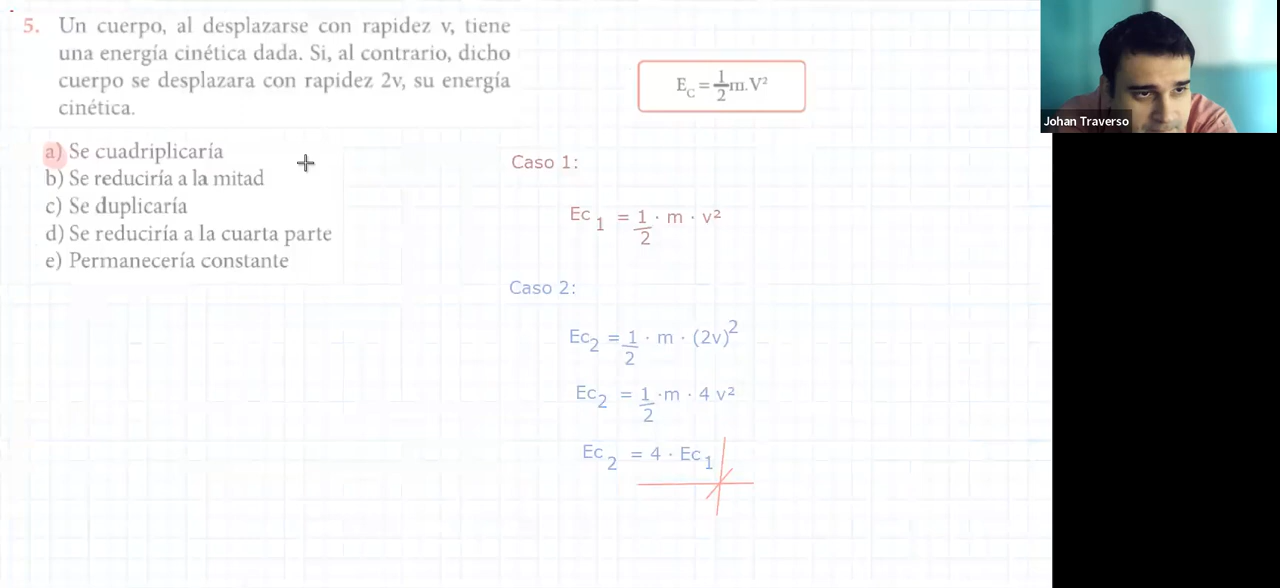 5. Un cuerpo, al desplazarse con rapidez v, tiene
una energía cinética dada. Si, al contrario, dicho
cuerpo se desplazara con rapidez 2v, su energía
cinética.
a) Se cuadriplicaría
b) Se reduciría a la mitad
c) Se duplicaría
d) Se reduciría a la cuarta parte
e) Permanecería constante
E_C = 1/2 m.V²
Caso 1:
Ec₁ = 1/2 · m · v²
Caso 2:
Ec₂ = 1/2 · m · (2v)²
Ec₂ = 1/2 ·m · 4 v²
Ec₂ = 4 · Ec₁
Johan Traverso